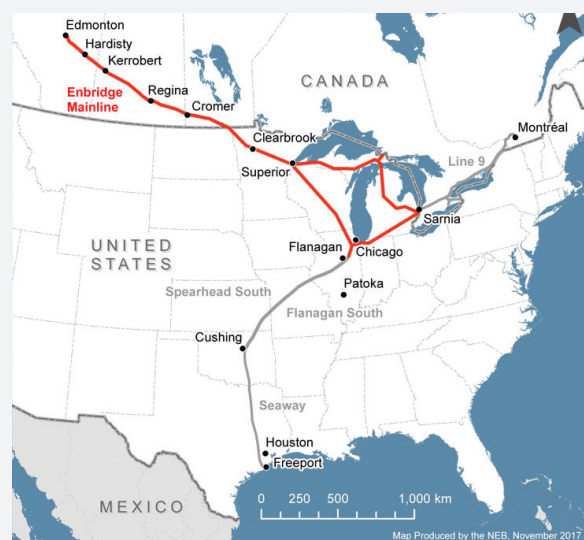 Edmonton
Hardisty
Kerrobert
Enbridge
Mainline
Regina
Cromer
CANADA
Clearbrook
Superior
Montréal
Line 9
Sarnia
UNITED
STATES
Flanagan
Chicago
Patoka
Spearhead South
Flanagan South
Cushing
Seaway
Houston
Freeport
MEXICO
0 250 500 1,000 km
Map Produced by the NEB, November 2017